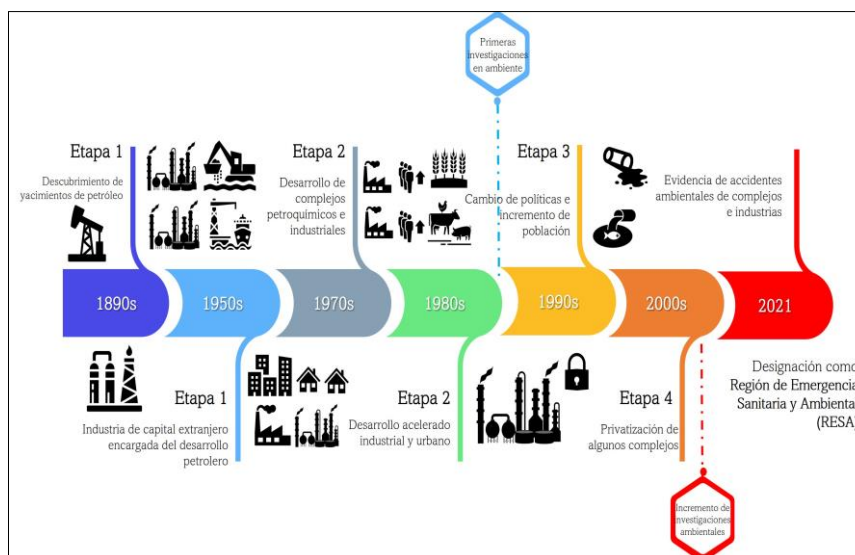 Primeras
investigaciones
en ambiente
Etapa 1
Descubrimiento de
yacimientos de petróleo
Etapa 2
Desarrollo de
complejos
petroquímicos e
industriales
Etapa 3
Cambio de políticas e
incremento de
población
Evidencia de accidentes
ambientales de complejos
e industrias
1890s
1950s
1970s
1980s
1990s
2000s
2021
Etapa 1
Industria de capital extranjero
encargada del desarrollo
petrolero
Etapa 2
Desarrollo acelerado
industrial y urbano
Etapa 4
Privatización de
algunos complejos
Designación como
Región de Emergencia
Sanitaria y Ambienta
(RESA)
Incremento de
investigaciones
ambientales